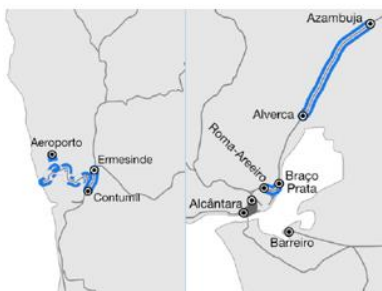 Aeroporto
Ermesinde
Contumil
Azambuja
Alverca
Roma-Areeiro
Braço
Prata
Alcântara
Barreiro